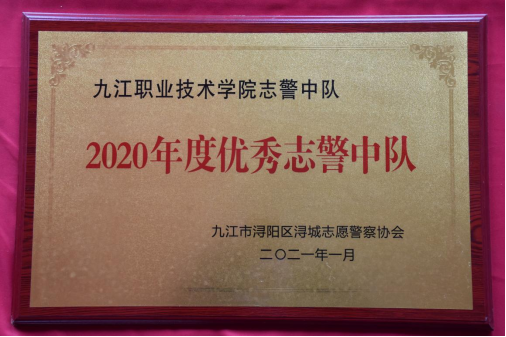 九江职业技术学院志警中队
2020年度优秀志警中队
九江市浔阳区浔城志愿警察协会
二〇二一年一月